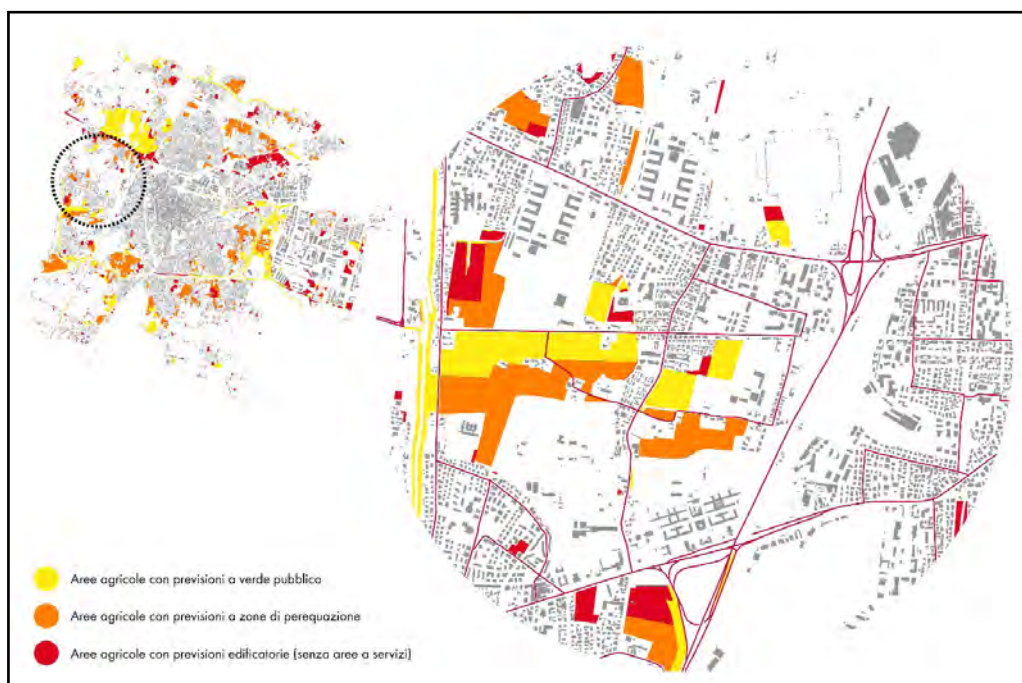 Aree agricole con previsioni a verde pubblico
Aree agricole con previsioni a zone di perequazione
Aree agricole con previsioni edificatorie (senza aree a servizi)